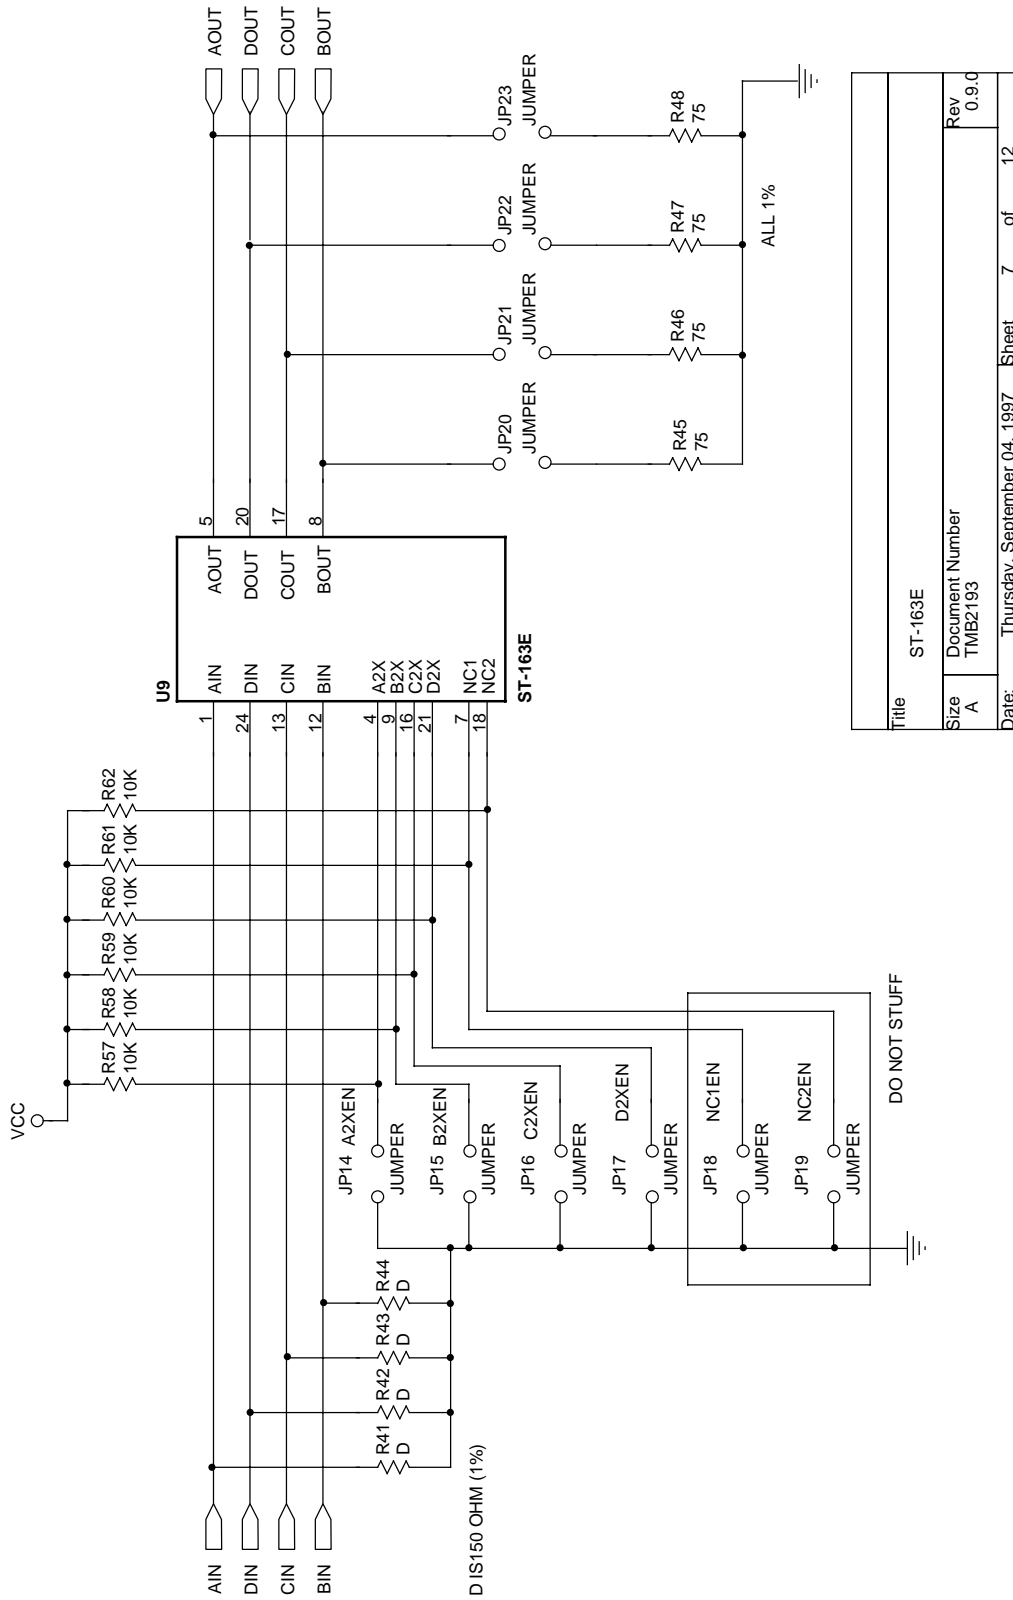 VCC
R57
10K
R58
10K
R59
10K
R60
10K
R61
10K
R62
10K
U9
AIN
DIN
CIN
BIN
1
24
13
12
4
9
16
21
7
18
AIN
DIN
CIN
BIN
A2X
B2X
C2X
D2X
NC1
NC2
AOUT
DOUT
COUT
BOUT
ST-163E
5
20
17
8
AOUT
DOUT
COUT
BOUT
R41
D
R42
D
R43
D
R44
D
D IS150 OHM (1%)
JP14 A2XEN
JUMPER
JP15 B2XEN
JUMPER
JP16 C2XEN
JUMPER
JP17 D2XEN
JUMPER
JP18 NC1EN
JUMPER
JP19 NC2EN
JUMPER
DO NOT STUFF
JP20
JUMPER
JP21
JUMPER
JP22
JUMPER
JP23
JUMPER
R45
75
R46
75
R47
75
R48
75
ALL 1%
Title
ST-163E
Size
A
Document Number
TMB2193
Rev
0.9.0
Date: Thursday, September 04, 1997 Sheet 7 of 12